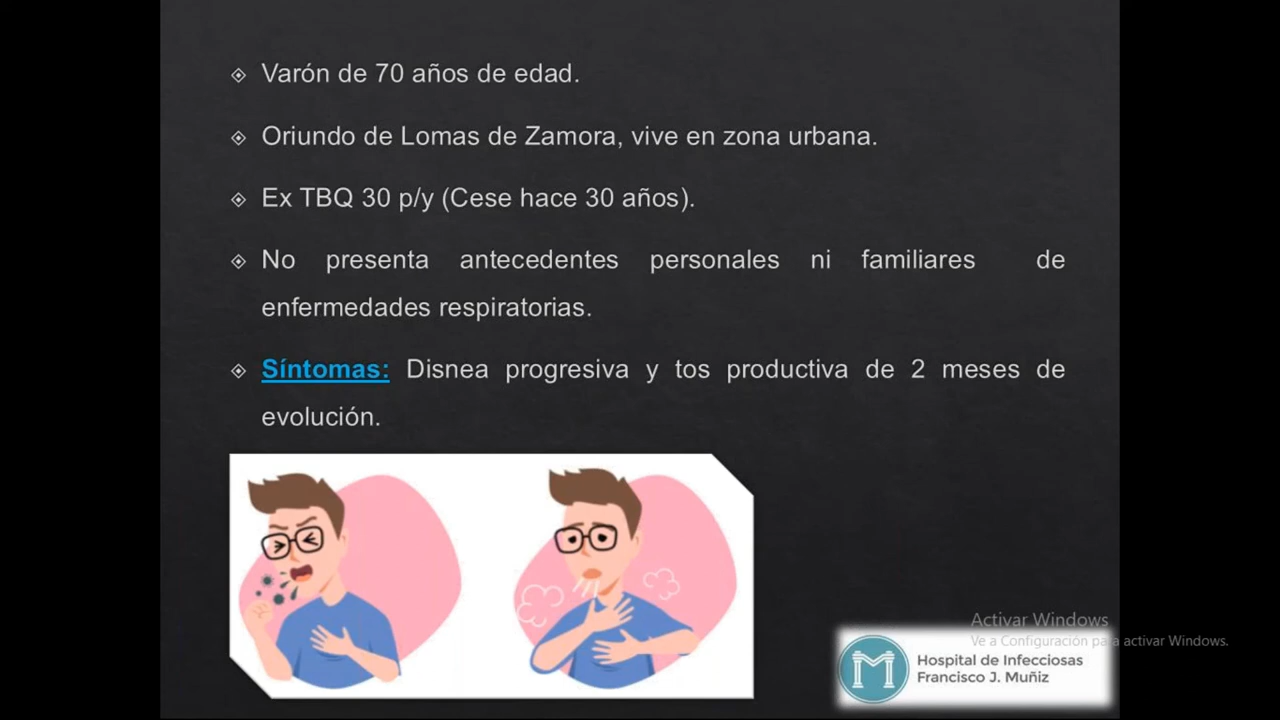 Varón de 70 años de edad.
Oriundo de Lomas de Zamora, vive en zona urbana.
Ex TBQ 30 p/y (Cese hace 30 años).
No presenta antecedentes personales ni familiares de
enfermedades respiratorias.
Síntomas: Disnea progresiva y tos productiva de 2 meses de
evolución.
Activar Windows
Ve a Configuración para activar Windows.
Hospital de Infecciosas
Francisco J. Muñiz